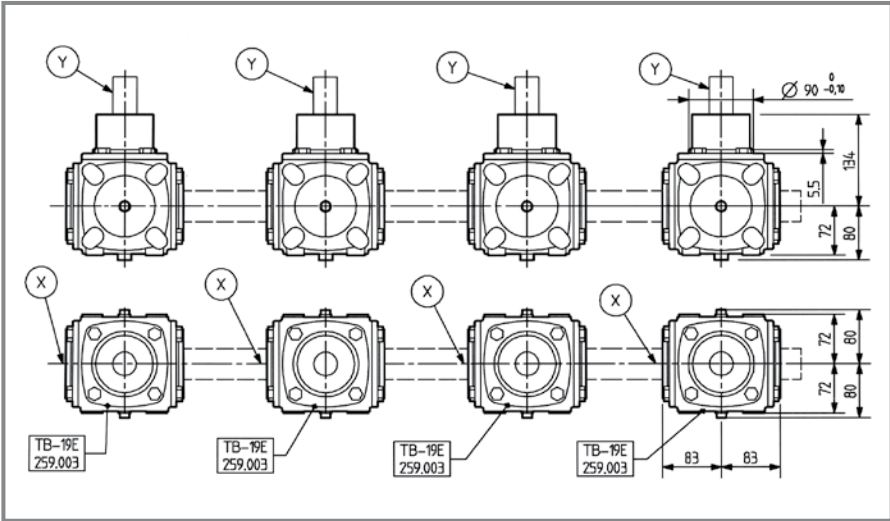 Y
Y
Y
Y
Ø 90 0 -0,10
134
5.5
72
80
X
X
X
X
72
80
72
80
TB-19E
259.003
TB-19E
259.003
TB-19E
259.003
TB-19E
259.003
83
83